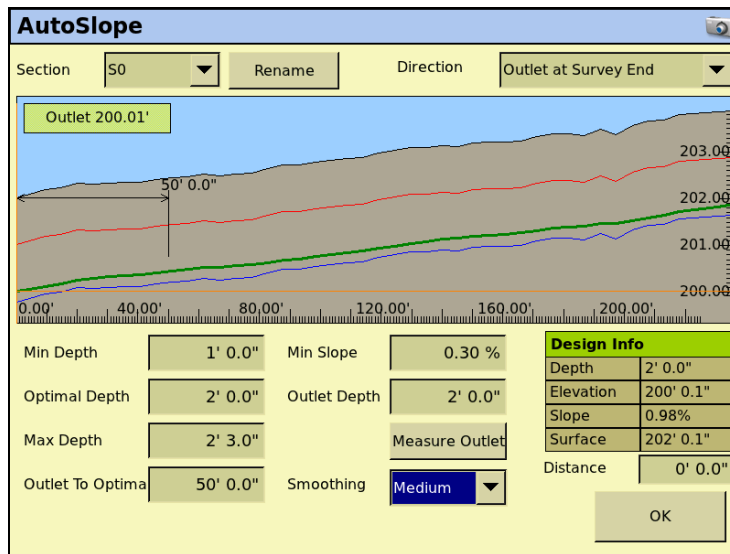 AutoSlope
Section S0 Rename Direction Outlet at Survey End
Outlet 200.01'
50' 0.0"
203.00
202.00
201.00
200.00
0.00' 40.00' 80.00' 120.00' 160.00' 200.00'
Min Depth 1' 0.0" Min Slope 0.30 %
Optimal Depth 2' 0.0" Outlet Depth 2' 0.0"
Max Depth 2' 3.0" Measure Outlet
Outlet To Optima 50' 0.0" Smoothing Medium
Design Info
Depth 2' 0.0"
Elevation 200' 0.1"
Slope 0.98%
Surface 202' 0.1"
Distance 0' 0.0"
OK